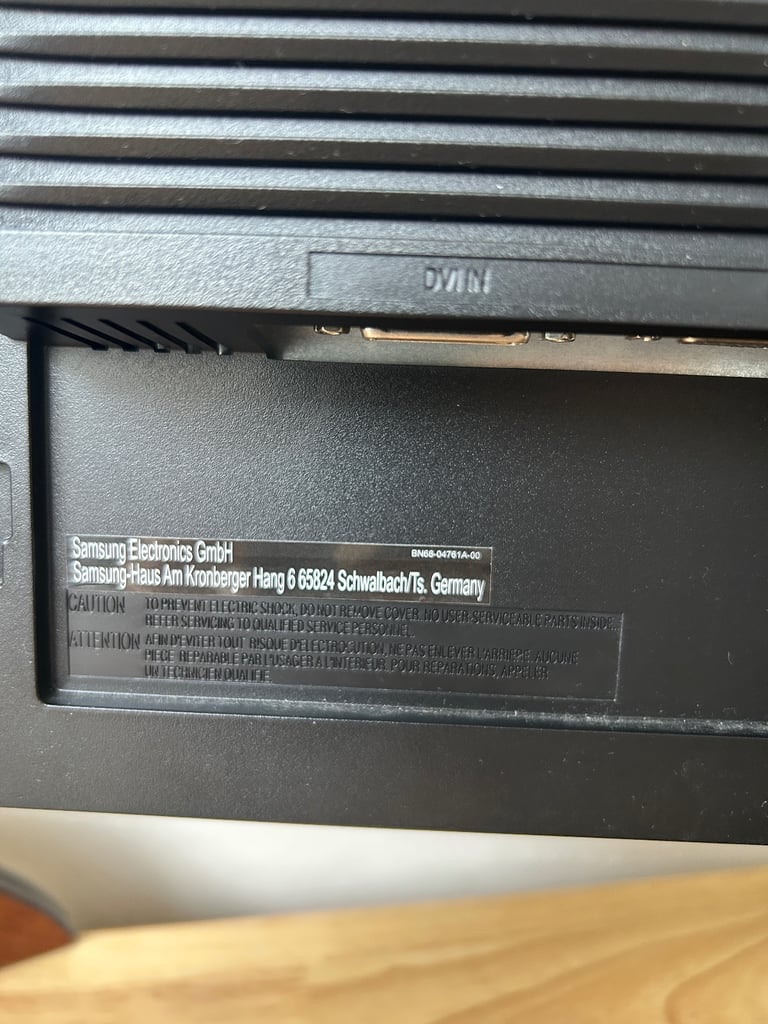 DVI IN
Samsung Electronics GmbH BN68-04761A-00
Samsung-Haus Am Kronberger Hang 6 65824 Schwalbach/Ts. Germany
CAUTION TO PREVENT ELECTRIC SHOCK, DO NOT REMOVE COVER. NO USER SERVICEABLE PARTS INSIDE.
REFER SERVICING TO QUALIFIED SERVICE PERSONNEL.
ATTENTION AFIN D'EVITER TOUT RISQUE D'ELECTROCUTION, NE PAS ENLEVER L'ARRIERE. AUCUNE
PIECE REPARABLE PAR L'USAGER A L'INTERIEUR. POUR REPARATIONS, APPELER
UN TECHNICIEN QUALIFIE.